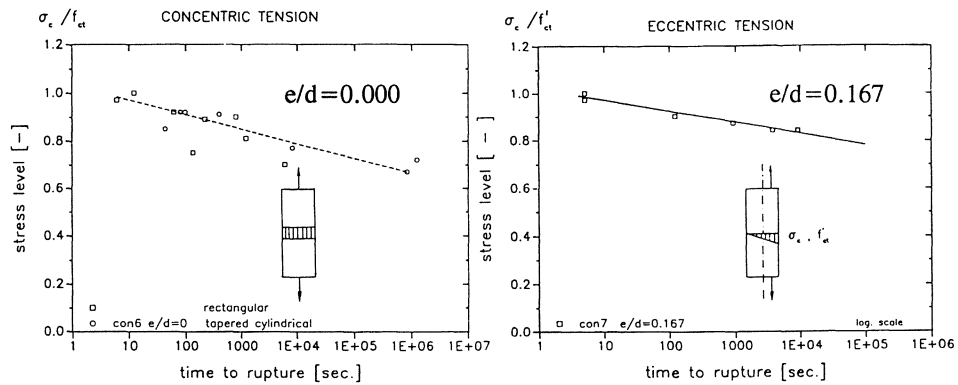 σc /fct
CONCENTRIC TENSION
1.2
1.0
0.8
0.6
0.4
0.2
0.0
stress level [ − ]
e/d=0.000
□ rectangular
○ con6 e/d=0 tapered cylindrical
1 10 100 1000 1E+04 1E+05 1E+06 1E+07
time to rupture [sec.]
σc /f'ct
ECCENTRIC TENSION
1.2
1.0
0.8
0.6
0.4
0.2
0.0
stress level [ − ]
e/d=0.167
σc , f'ct
□ con7 e/d=0.167
log. scale
1 10 100 1000 1E+04 1E+05 1E+06
time to rupture [sec.]